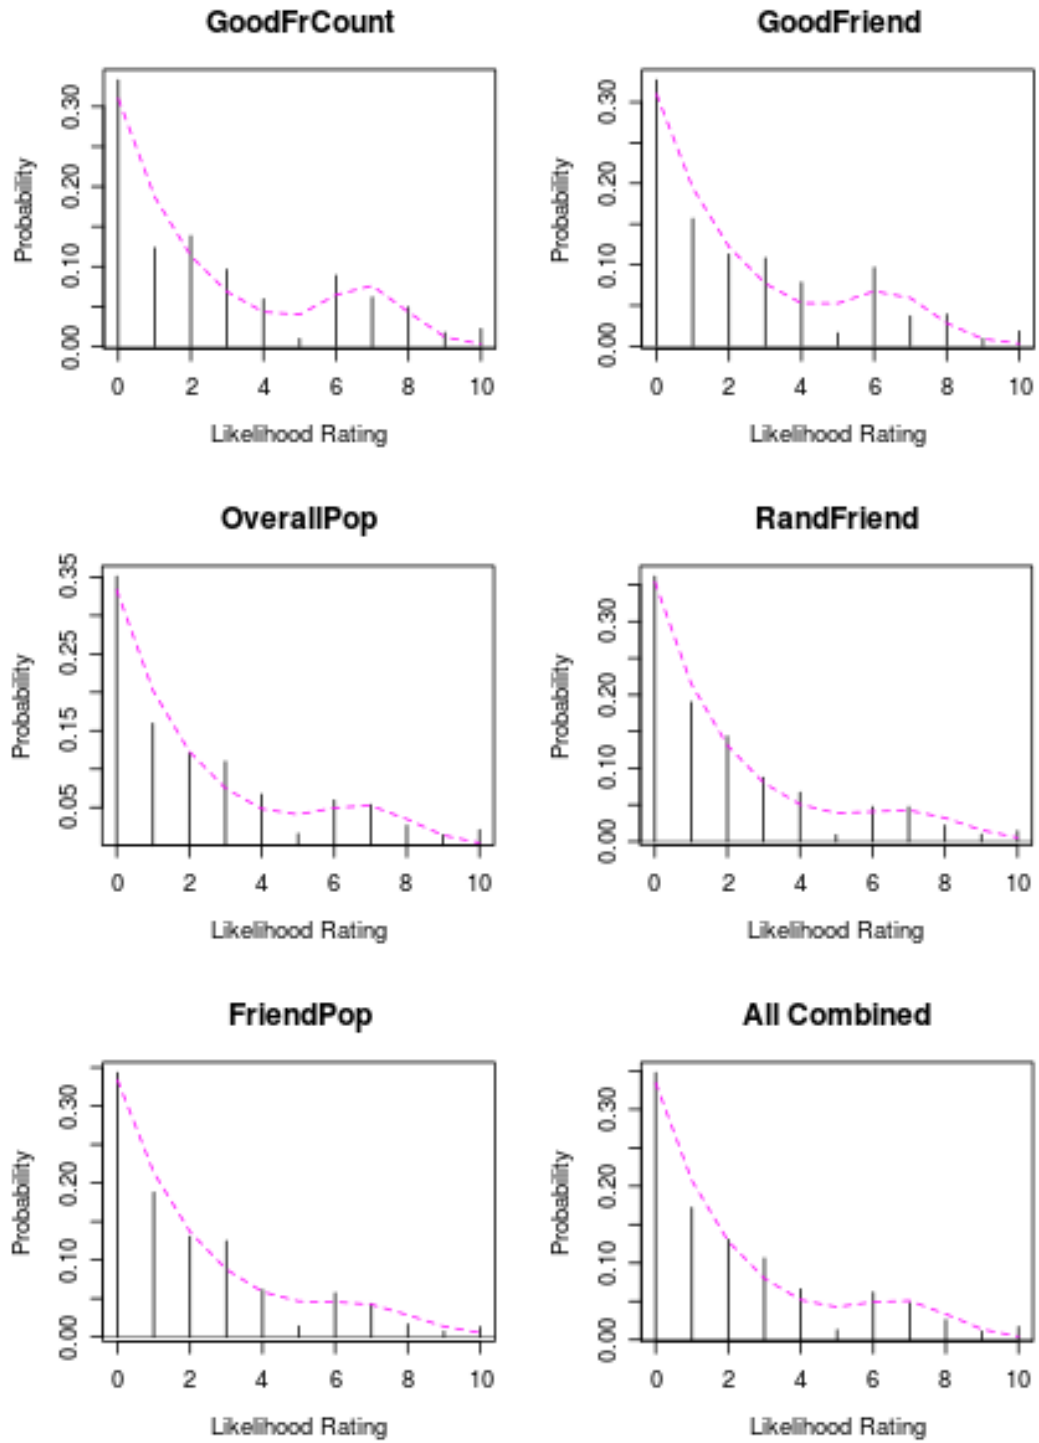 GoodFrCount
Probability
0.00 0.10 0.20 0.30
0 2 4 6 8 10
Likelihood Rating
GoodFriend
Probability
0.00 0.10 0.20 0.30
0 2 4 6 8 10
Likelihood Rating
OverallPop
Probability
0.05 0.15 0.25 0.35
0 2 4 6 8 10
Likelihood Rating
RandFriend
Probability
0.00 0.10 0.20 0.30
0 2 4 6 8 10
Likelihood Rating
FriendPop
Probability
0.00 0.10 0.20 0.30
0 2 4 6 8 10
Likelihood Rating
All Combined
Probability
0.00 0.10 0.20 0.30
0 2 4 6 8 10
Likelihood Rating